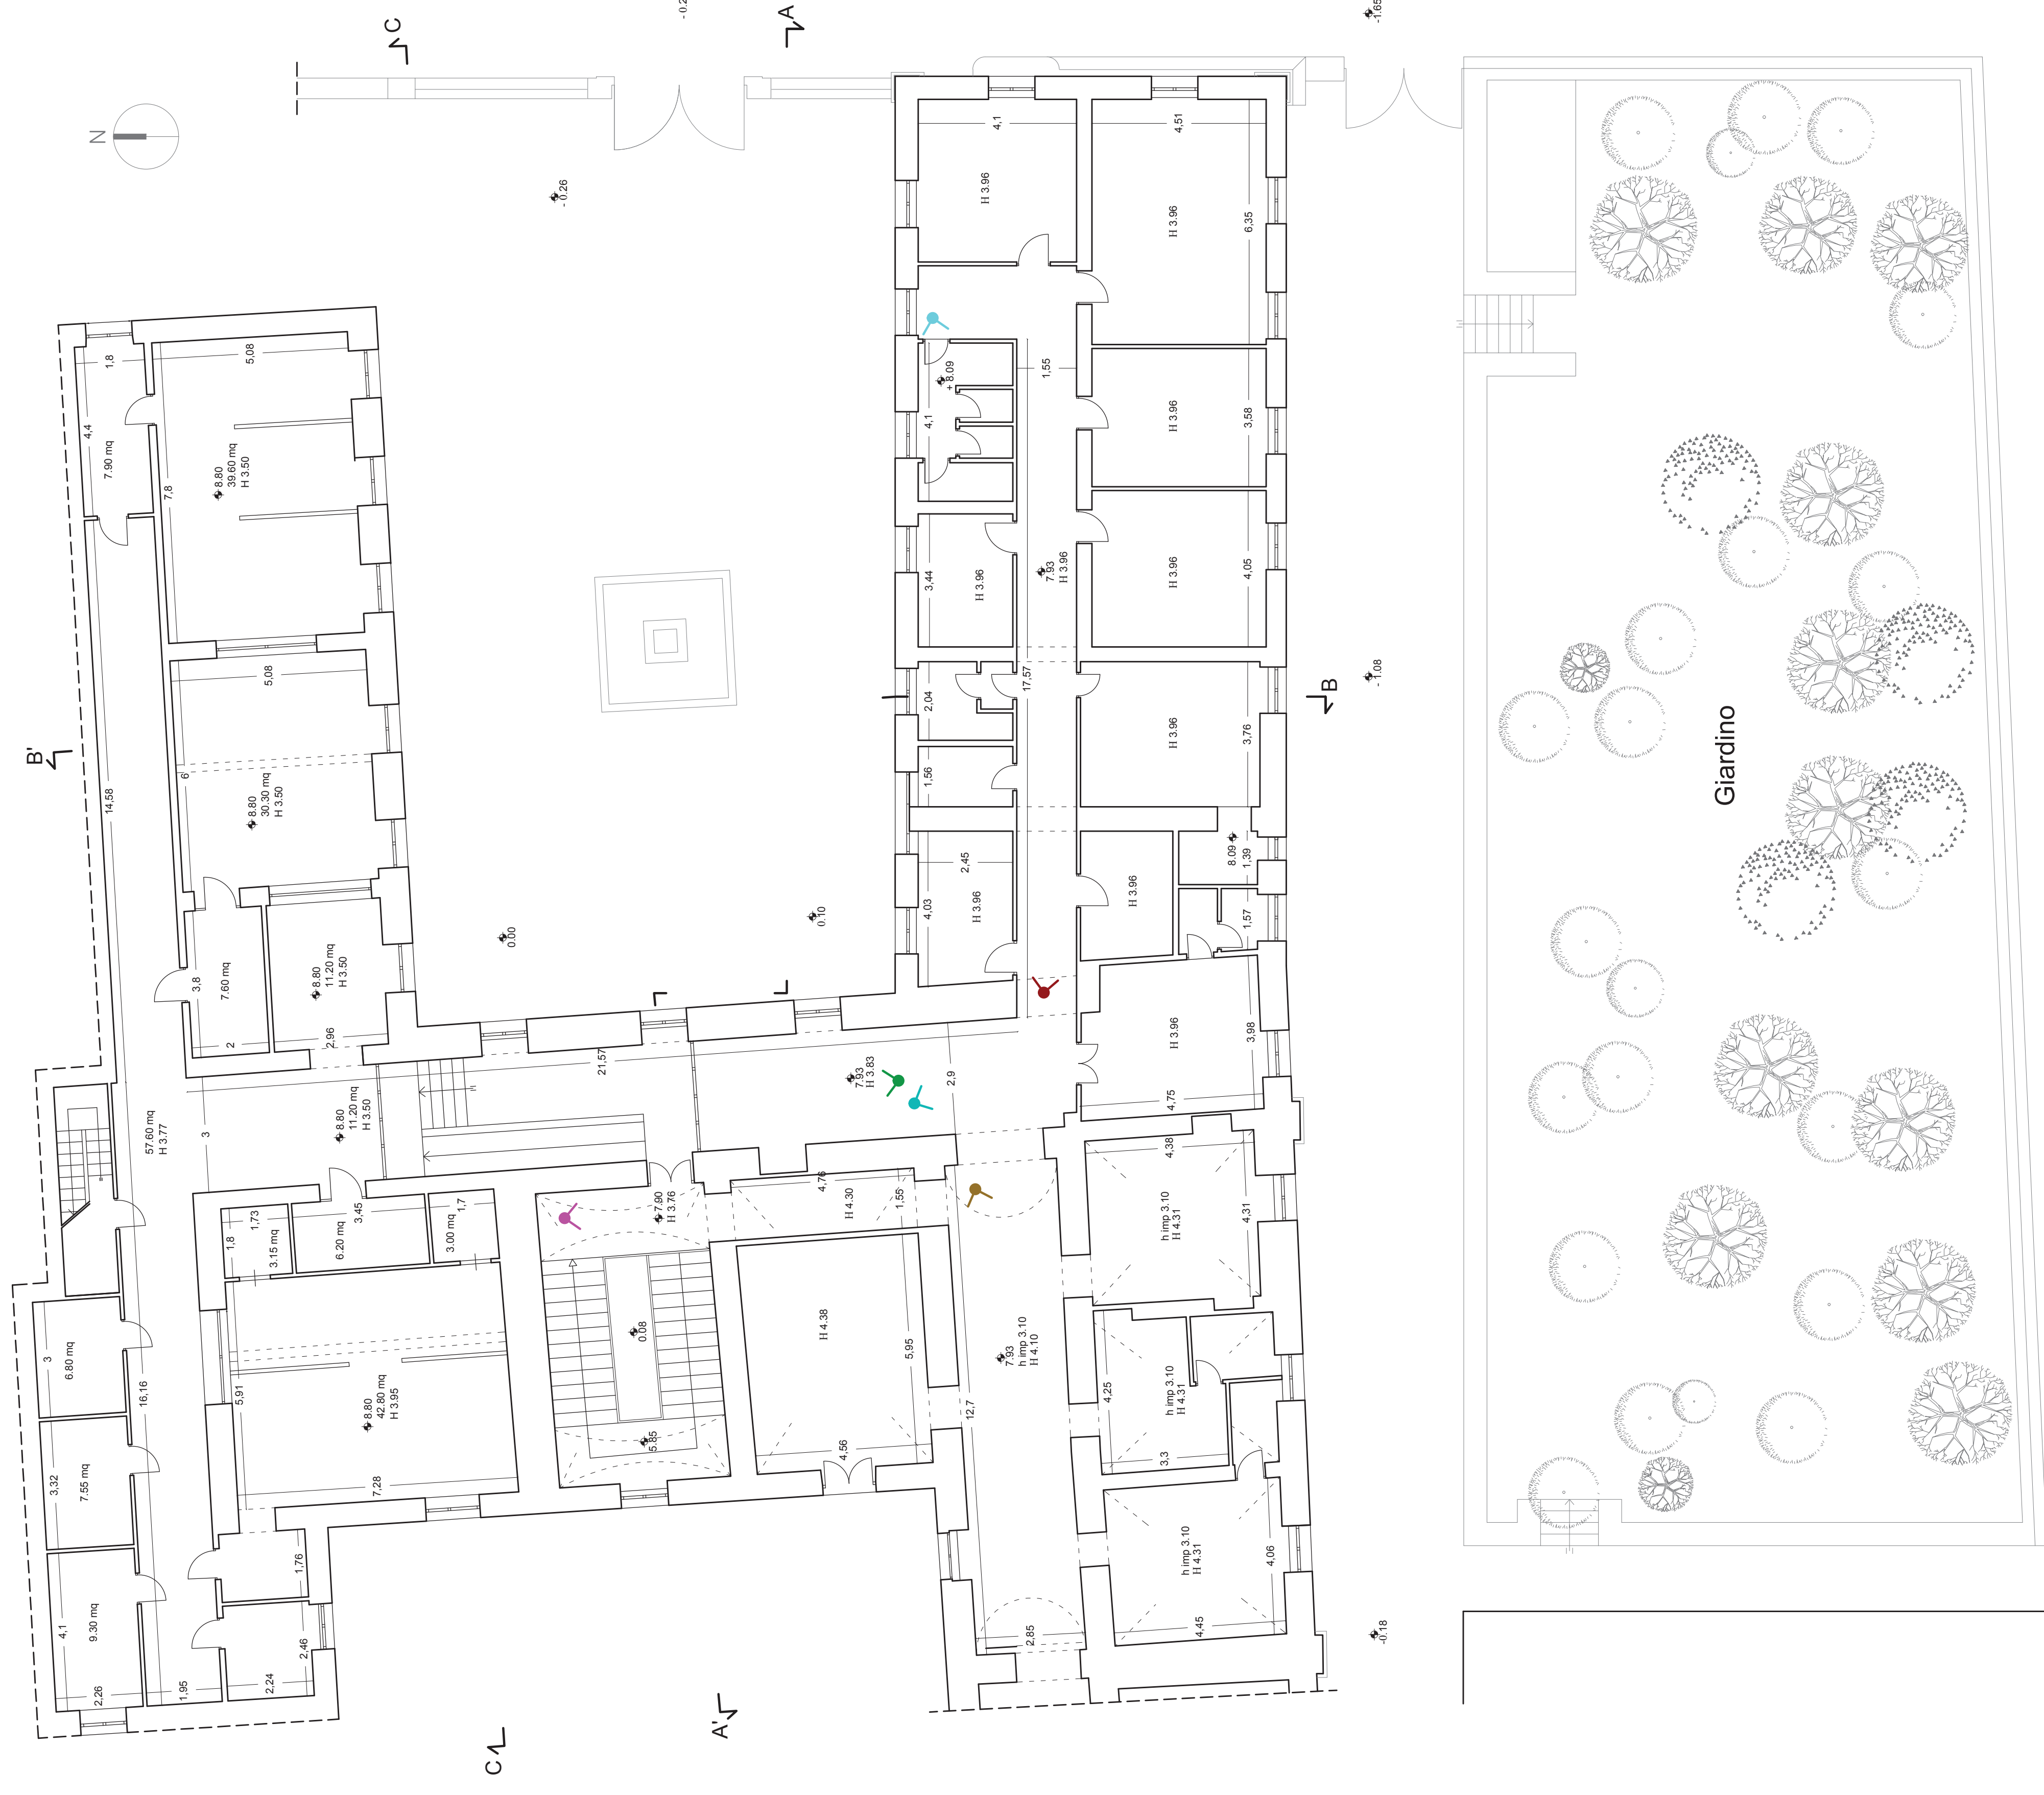 C
- 0.2
A
-1.65
N
- 0.26
4,1
H 3.96
4,51
H 3.96
6,35
1,8
5,08
4,4
7.90 mq
8.80
39.60 mq
H 3.50
7,8
+ 8.09
4,1
1,55
H 3.96
3,58
3,44
H 3.96
7.93
H 3.96
H 3.96
4,05
5,08
6
8.80
30.30 mq
H 3.50
B'
14,58
17,57
2,04
1,56
H 3.96
3,76
B
- 1.08
Giardino
3,8
7.60 mq
2
8.80
11.20 mq
H 3.50
2,96
0.00
0.10
4,03
2,45
H 3.96
H 3.96
8.09
1,39
1,57
57.60 mq
H 3.77
3
8.80
11.20 mq
H 3.50
21,57
7.93
H 3.83
2,9
H 3.96
3,98
4,75
1,8
1,73
3.15 mq
6.20 mq
3,45
3.00 mq
1,7
7.90
H 3.76
4,76
H 4.30
1,55
4,38
h imp 3.10
H 4.31
4,31
3
6.80 mq
16,16
5,91
8.80
42.80 mq
H 3.95
0.08
5.85
H 4.38
5,95
4,56
7.93
h imp 3.10
H 4.10
12,7
4,25
h imp 3.10
H 4.31
3,3
3,32
7.55 mq
7,28
4,1
9.30 mq
2,26
1,95
1,76
2,46
2,24
2,85
h imp 3.10
H 4.31
4,06
4,45
-0.18
C
A'